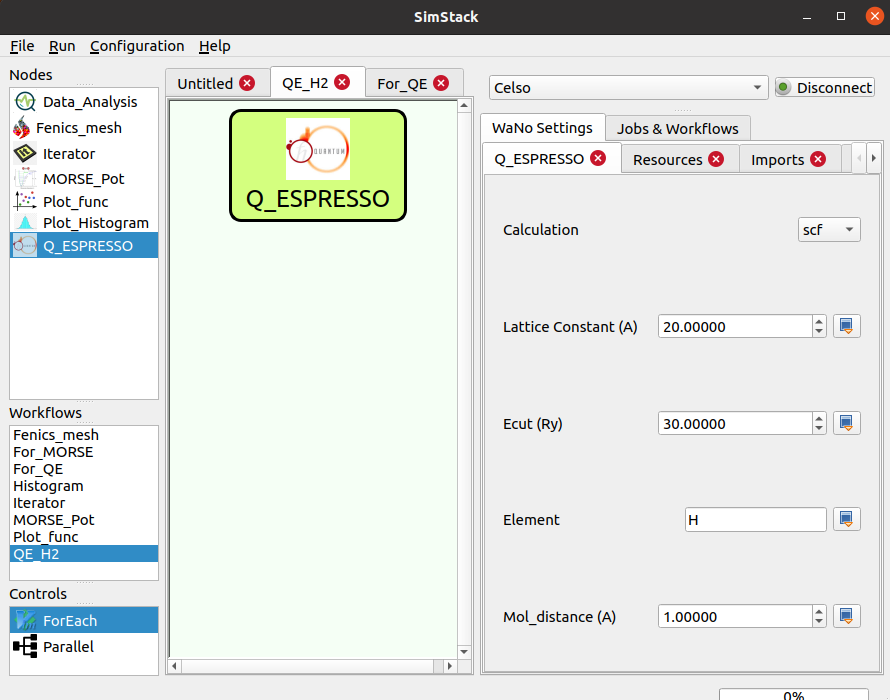 SimStack
File Run Configuration Help
Nodes
Data_Analysis
Fenics_mesh
Iterator
MORSE_Pot
Plot_func
Plot_Histogram
Q_ESPRESSO
Workflows
Fenics_mesh
For_MORSE
For_QE
Histogram
Iterator
MORSE_Pot
Plot_func
QE_H2
Controls
ForEach
Parallel
Untitled QE_H2 For_QE
QUANTUM
Q_ESPRESSO
Celso Disconnect
WaNo Settings Jobs & Workflows
Q_ESPRESSO Resources Imports
Calculation scf
Lattice Constant (A) 20.00000
Ecut (Ry) 30.00000
Element H
Mol_distance (A) 1.00000
0%